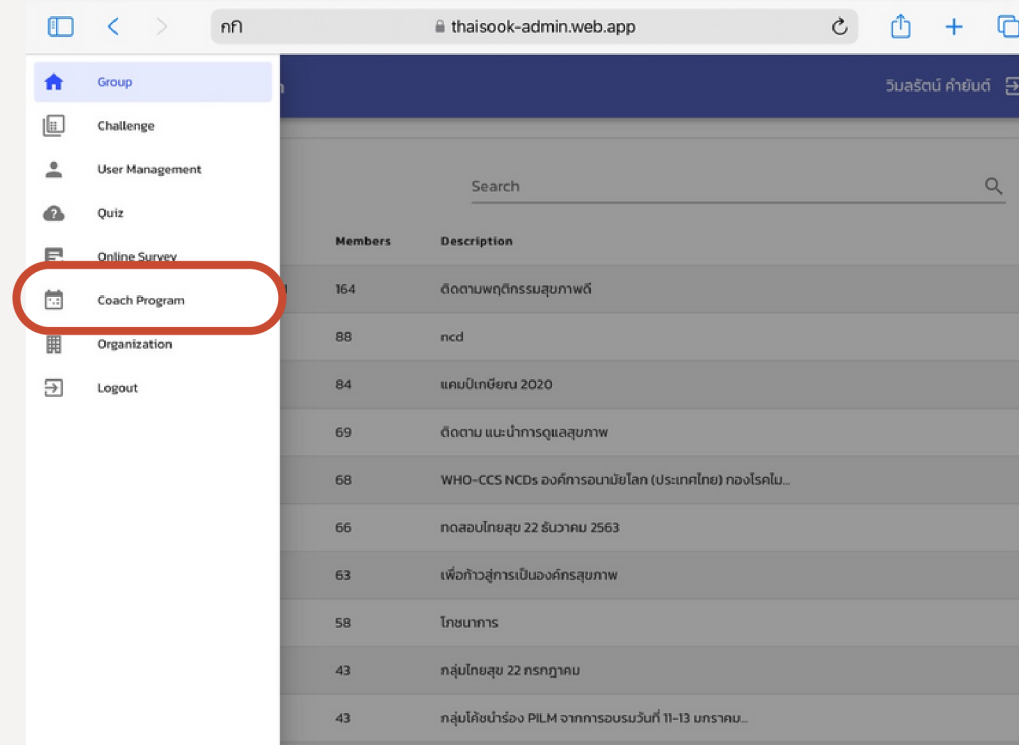 กก thaisook-admin.web.app
Group
วิมลรัตน์ คำยันต์
Challenge
User Management
Search
Quiz
Members Description
Online Survey
164 ติดตามพฤติกรรมสุขภาพดี
Coach Program
88 ncd
Organization
84 แคมป์เกษียณ 2020
Logout
69 ติดตาม แนะนำการดูแลสุขภาพ
68 WHO-CCS NCDs องค์การอนามัยโลก (ประเทศไทย) กองโรคไม...
66 ทดสอบไทยสุข 22 ธันวาคม 2563
63 เพื่อก้าวสู่การเป็นองค์กรสุขภาพ
58 โภชนาการ
43 กลุ่มไทยสุข 22 กรกฎาคม
43 กลุ่มโค้ชนำร่อง PILM จากการอบรมวันที่ 11-13 มกราคม...